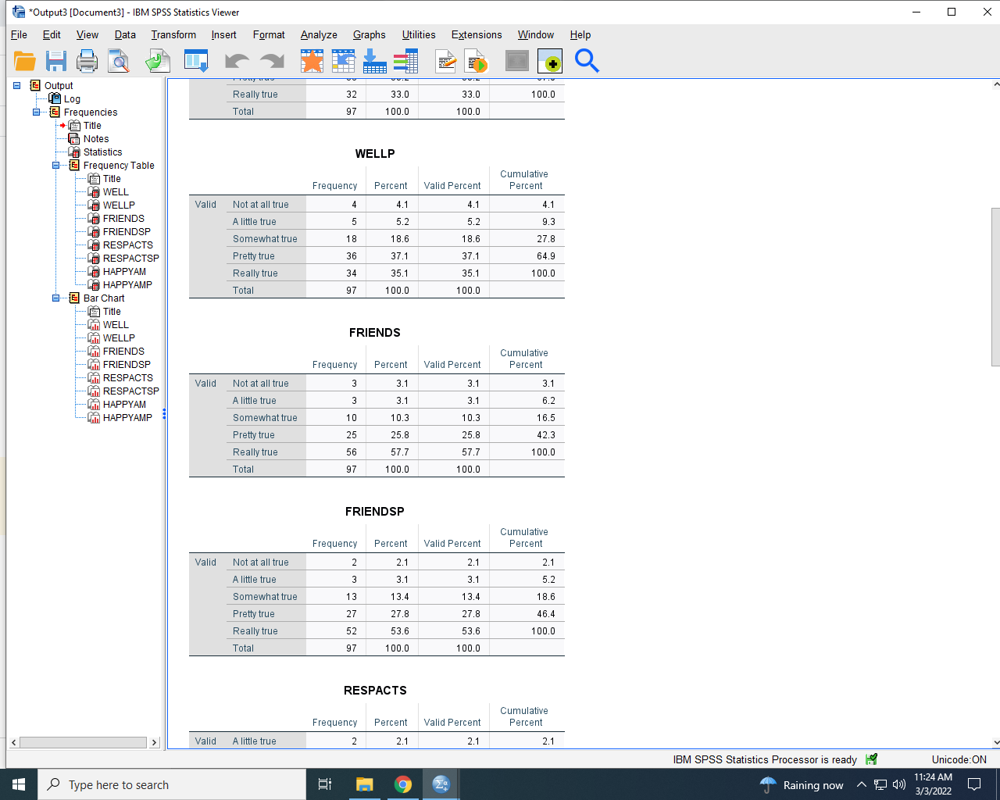 *Output3 [Document3] - IBM SPSS Statistics Viewer
File Edit View Data Transform Insert Format Analyze Graphs Utilities Extensions Window Help
Output
Log
Frequencies
Title
Notes
Statistics
Frequency Table
Title
WELL
WELLP
FRIENDS
FRIENDSP
RESPACTS
RESPACTSP
HAPPYAM
HAPPYAMP
Bar Chart
Title
WELL
WELLP
FRIENDS
FRIENDSP
RESPACTS
RESPACTSP
HAPPYAM
HAPPYAMP
Really true 32 33.0 33.0 100.0
Total 97 100.0 100.0
WELLP
Cumulative
Frequency Percent Valid Percent Percent
Valid Not at all true 4 4.1 4.1 4.1
A little true 5 5.2 5.2 9.3
Somewhat true 18 18.6 18.6 27.8
Pretty true 36 37.1 37.1 64.9
Really true 34 35.1 35.1 100.0
Total 97 100.0 100.0
FRIENDS
Cumulative
Frequency Percent Valid Percent Percent
Valid Not at all true 3 3.1 3.1 3.1
A little true 3 3.1 3.1 6.2
Somewhat true 10 10.3 10.3 16.5
Pretty true 25 25.8 25.8 42.3
Really true 56 57.7 57.7 100.0
Total 97 100.0 100.0
FRIENDSP
Cumulative
Frequency Percent Valid Percent Percent
Valid Not at all true 2 2.1 2.1 2.1
A little true 3 3.1 3.1 5.2
Somewhat true 13 13.4 13.4 18.6
Pretty true 27 27.8 27.8 46.4
Really true 52 53.6 53.6 100.0
Total 97 100.0 100.0
RESPACTS
Cumulative
Frequency Percent Valid Percent Percent
Valid A little true 2 2.1 2.1 2.1
IBM SPSS Statistics Processor is ready Unicode:ON
Type here to search
Raining now
11:24 AM
3/3/2022